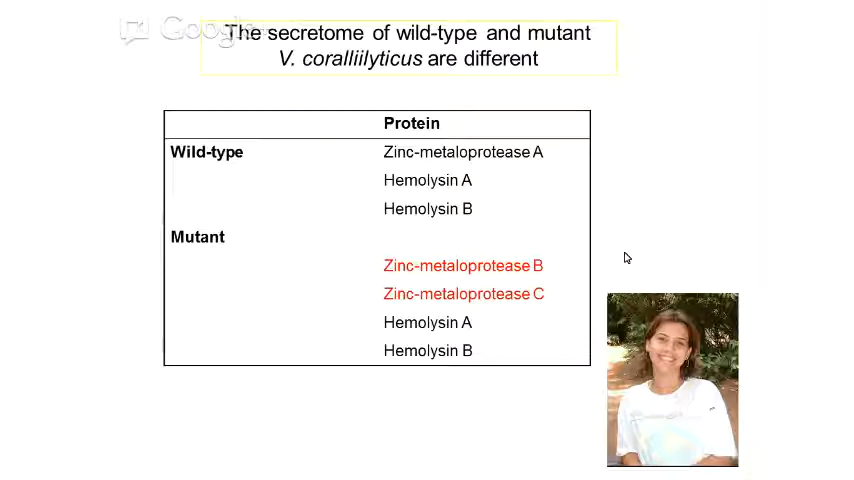 Google
The secretome of wild-type and mutant
V. coralliilyticus are different
Protein
Wild-type Zinc-metaloprotease A
Hemolysin A
Hemolysin B
Mutant
Zinc-metaloprotease B
Zinc-metaloprotease C
Hemolysin A
Hemolysin B